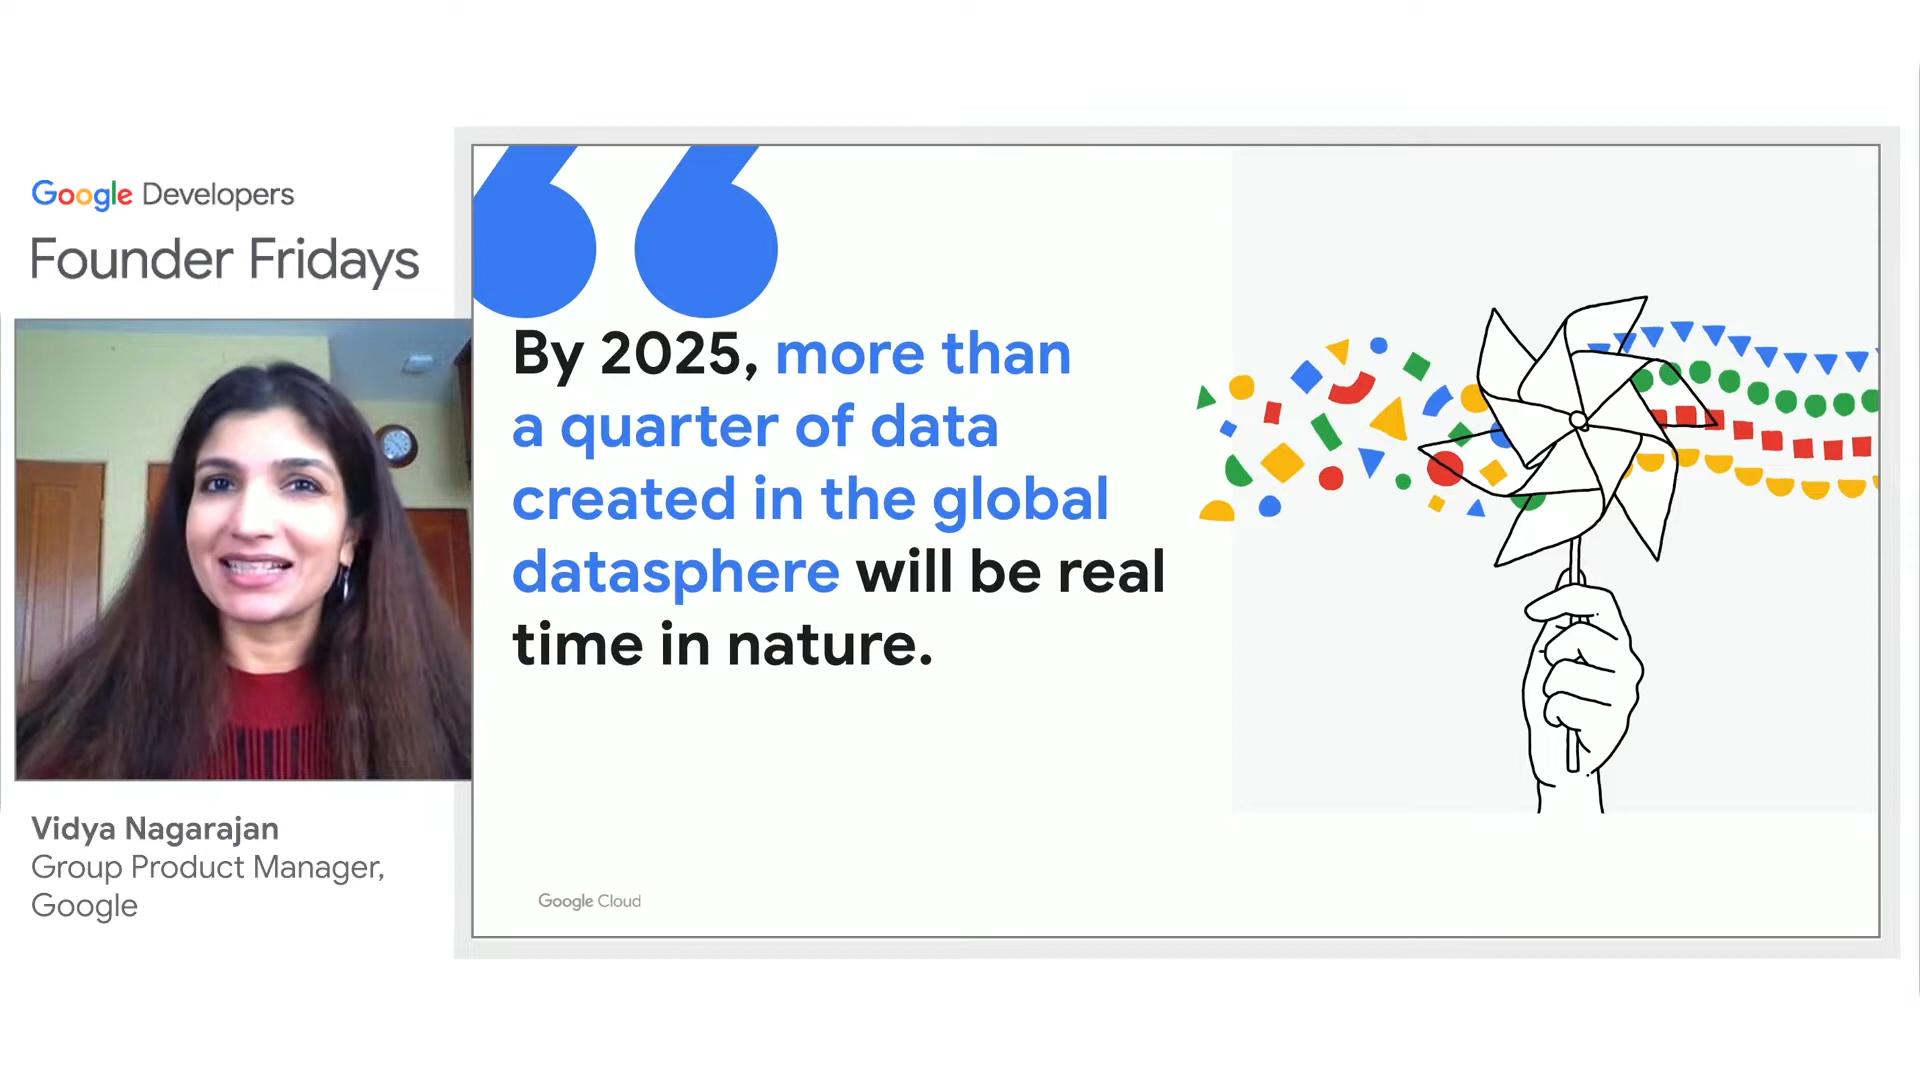 Google Developers
Founder Fridays
By 2025, more than
a quarter of data
created in the global
datasphere will be real
time in nature.
Vidya Nagarajan
Group Product Manager,
Google
Google Cloud